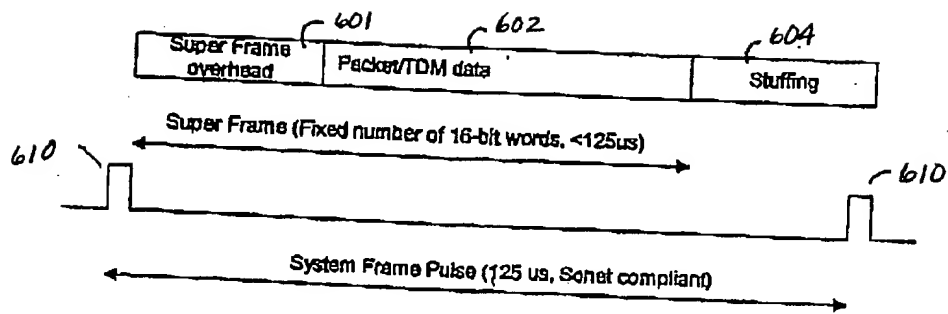 601
602
604
Super Frame
overhead
Packet/TDM data
Stuffing
Super Frame (Fixed number of 16-bit words, <125us)
610
610
System Frame Pulse (125 us, Sonet compliant)